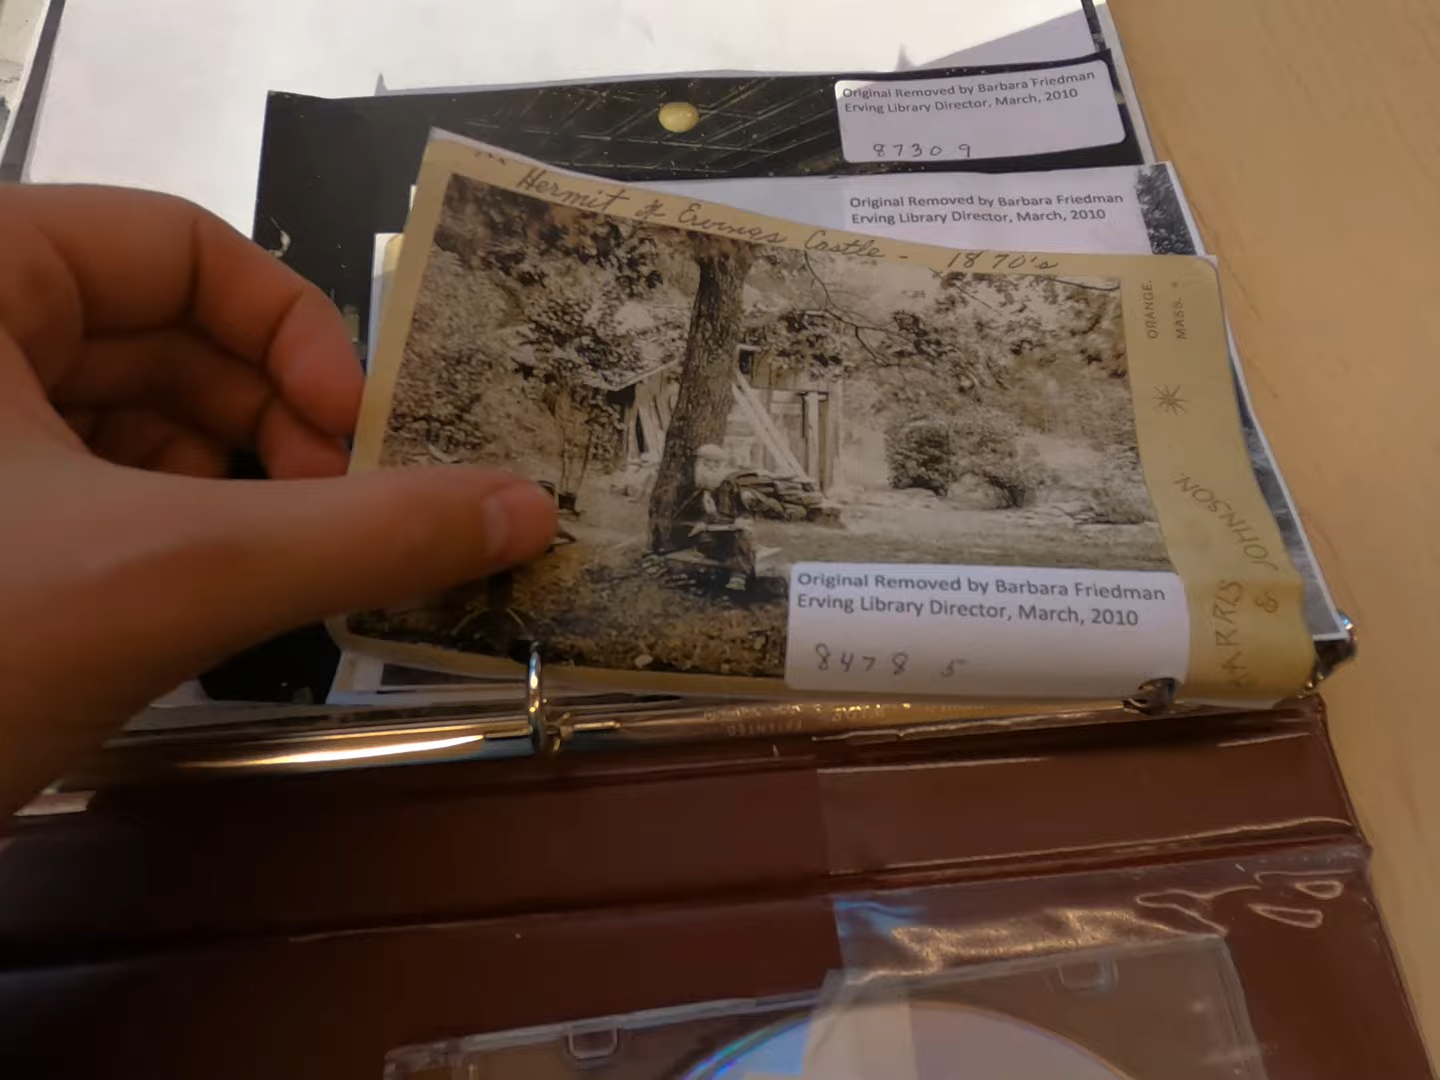 Original Removed by Barbara Friedman
Erving Library Director, March, 2010
8730 9
Original Removed by Barbara Friedman
Erving Library Director, March, 2010
Hermit of Ervings Castle - 1870's
ORANGE,
MASS.
HARRIS & JOHNSON
Original Removed by Barbara Friedman
Erving Library Director, March, 2010
8478 5